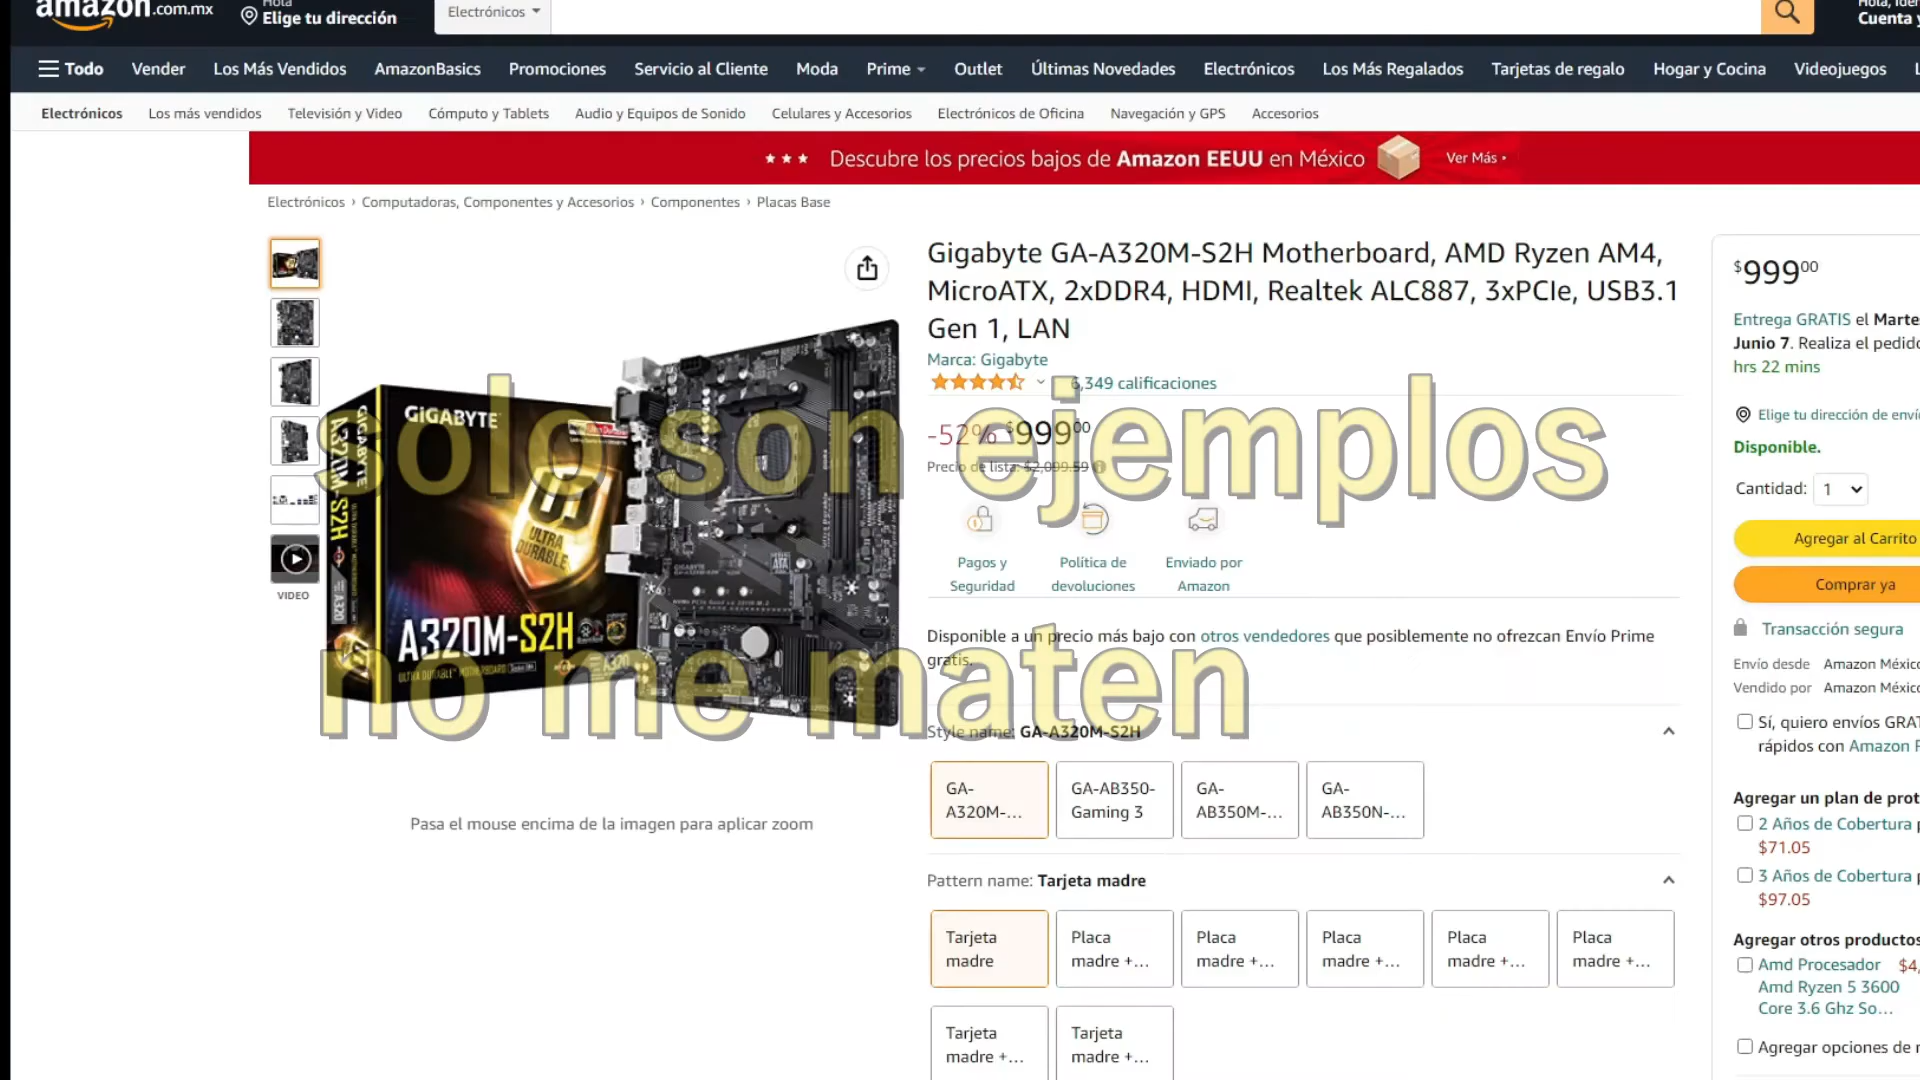 amazon.com.mx
Hola
Elige tu dirección
Electrónicos
Cuenta y
Todo
Vender
Los Más Vendidos
AmazonBasics
Promociones
Servicio al Cliente
Moda
Prime
Outlet
Últimas Novedades
Electrónicos
Los Más Regalados
Tarjetas de regalo
Hogar y Cocina
Videojuegos
Electrónicos
Los más vendidos
Televisión y Video
Cómputo y Tablets
Audio y Equipos de Sonido
Celulares y Accesorios
Electrónicos de Oficina
Navegación y GPS
Accesorios
Descubre los precios bajos de Amazon EEUU en México
Ver Más
Electrónicos › Computadoras, Componentes y Accesorios › Componentes › Placas Base
VIDEO
GIGABYTE
GIGABYTE
A320M-S2H
ULTRA
DURABLE
A320M-S2H
Pasa el mouse encima de la imagen para aplicar zoom
solo son ejemplos
no me maten
Gigabyte GA-A320M-S2H Motherboard, AMD Ryzen AM4,
MicroATX, 2xDDR4, HDMI, Realtek ALC887, 3xPCIe, USB3.1
Gen 1, LAN
Marca: Gigabyte
6,349 calificaciones
-52% $999.00
Precio de lista: $2,099.59
Pagos y
Seguridad
Política de
devoluciones
Enviado por
Amazon
Disponible a un precio más bajo con otros vendedores que posiblemente no ofrezcan Envío Prime
gratis.
Style name: GA-A320M-S2H
GA-
A320M-...
GA-AB350-
Gaming 3
GA-
AB350M-...
GA-
AB350N-...
Pattern name: Tarjeta madre
Tarjeta
madre
Placa
madre +...
Placa
madre +...
Placa
madre +...
Placa
madre +...
Placa
madre +...
Tarjeta
madre +...
Tarjeta
madre +...
$999.00
Entrega GRATIS el Marte
Junio 7. Realiza el pedido
hrs 22 mins
Elige tu dirección de enví
Disponible.
Cantidad: 1
Agregar al Carrito
Comprar ya
Transacción segura
Envío desde Amazon México
Vendido por Amazon México
Sí, quiero envíos GRAT
rápidos con Amazon P
Agregar un plan de prot
2 Años de Cobertura p
$71.05
3 Años de Cobertura p
$97.05
Agregar otros productos
Amd Procesador $4,
Amd Ryzen 5 3600
Core 3.6 Ghz So...
Agregar opciones de r